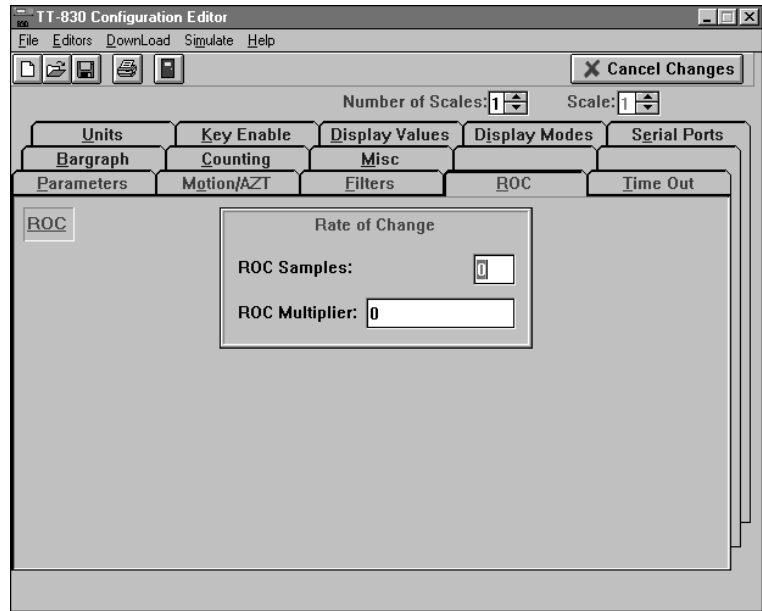 TT-830 Configuration Editor
File Editors DownLoad Simulate Help
Cancel Changes
Number of Scales: 1 Scale: 1
Units Key Enable Display Values Display Modes Serial Ports
Bargraph Counting Misc
Parameters Motion/AZT Filters ROC Time Out
ROC
Rate of Change
ROC Samples: 0
ROC Multiplier: 0